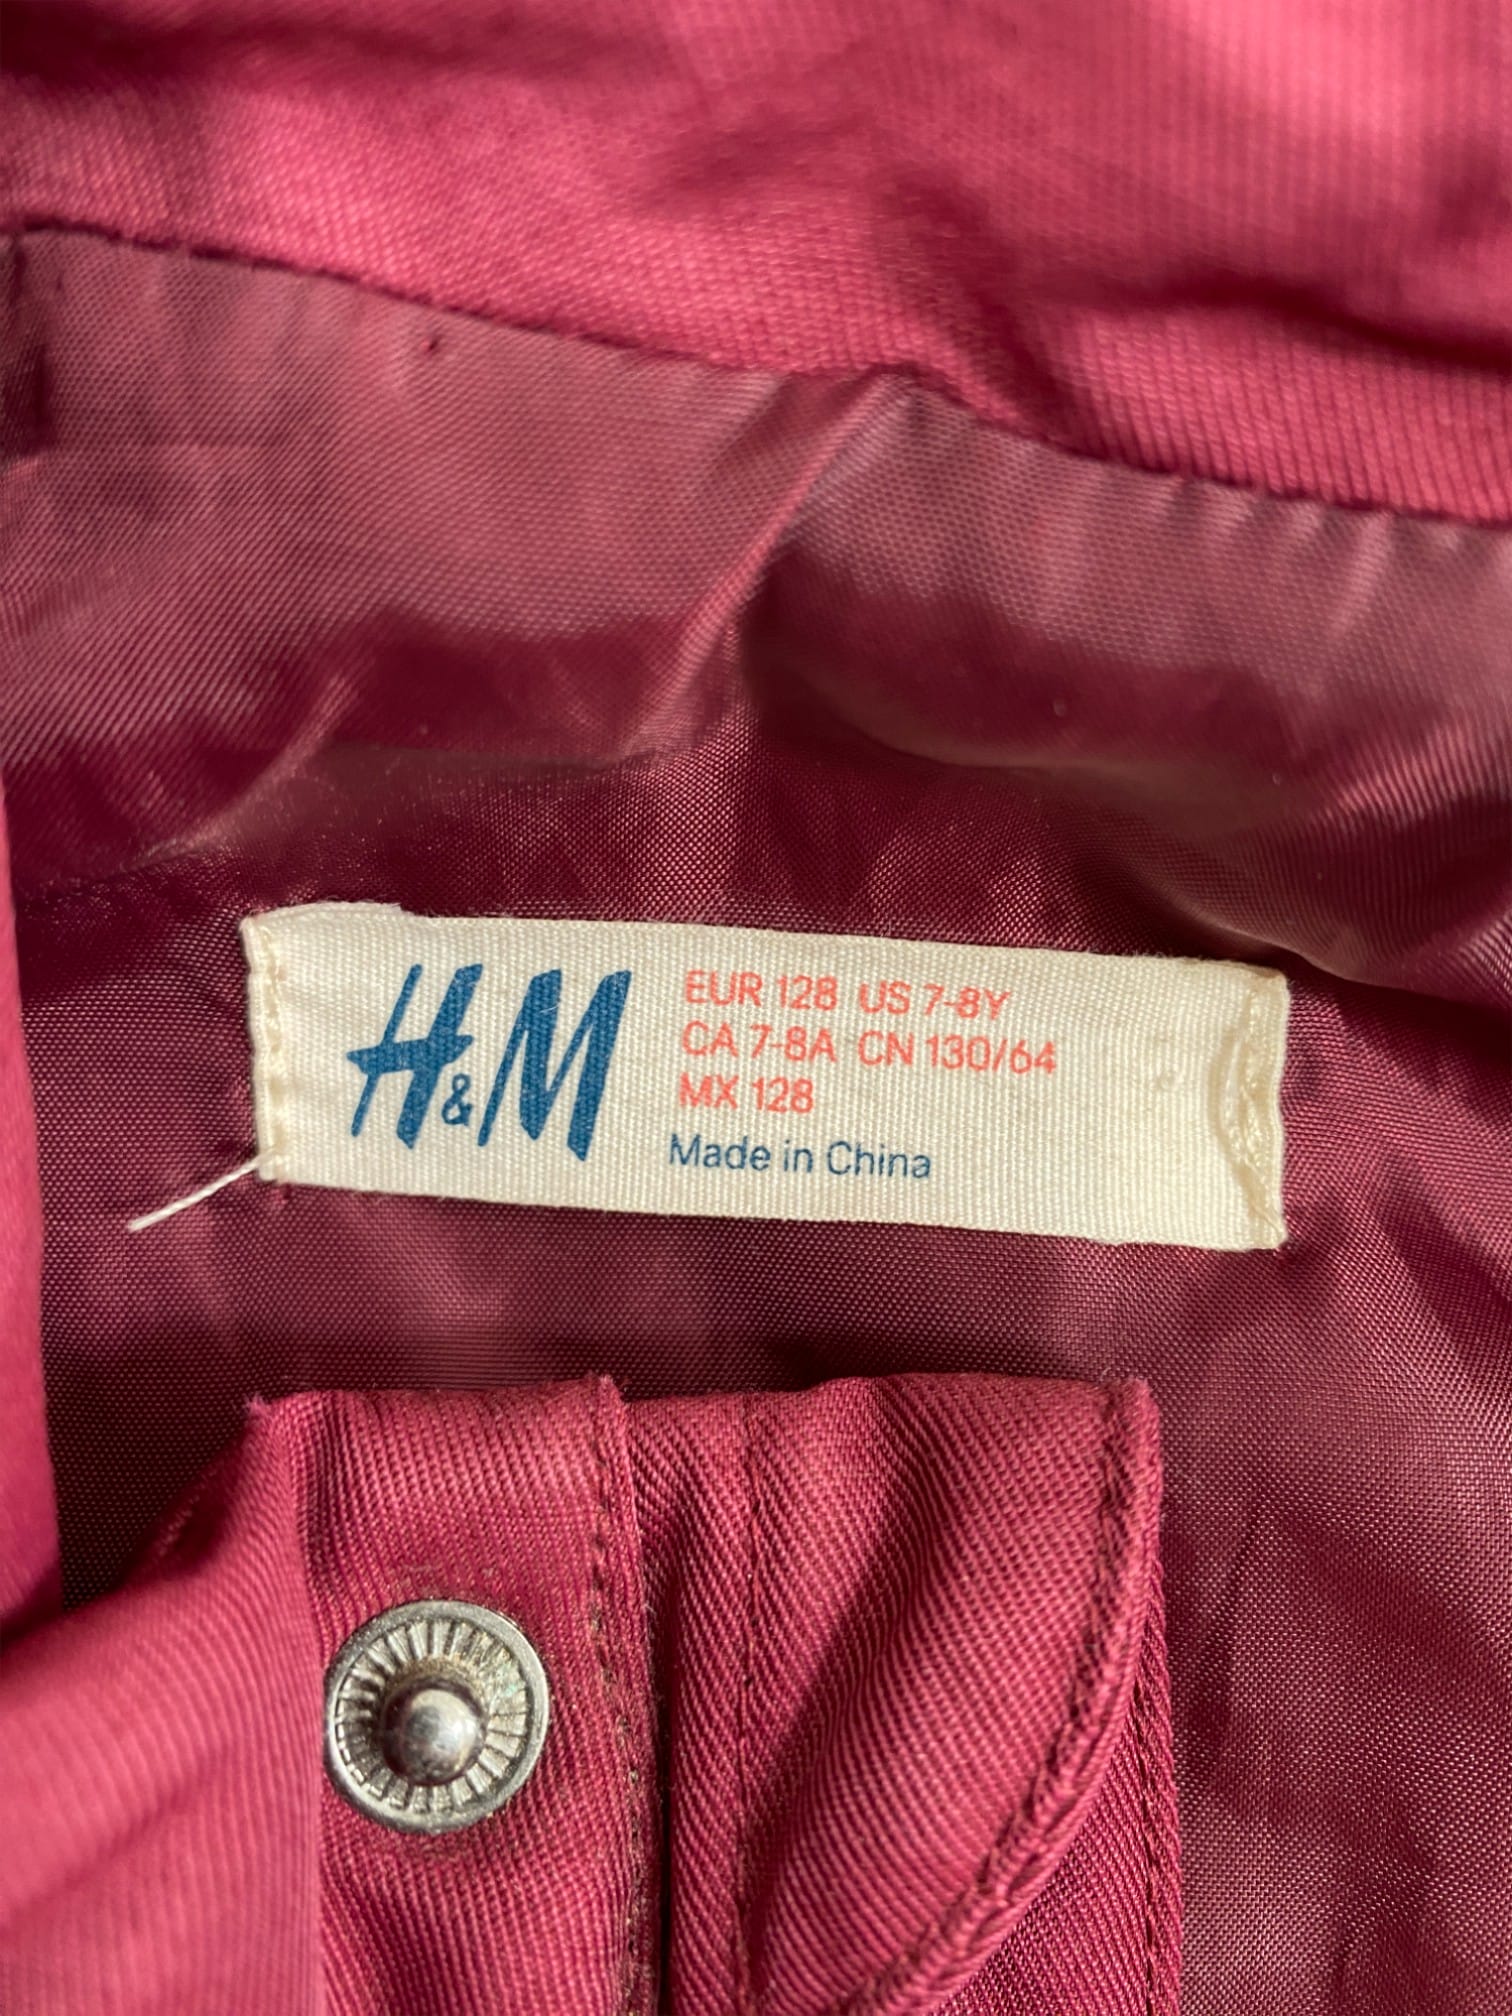 H&M
EUR 128 US 7-8Y
CA 7-8A CN 130/64
MX 128
Made in China